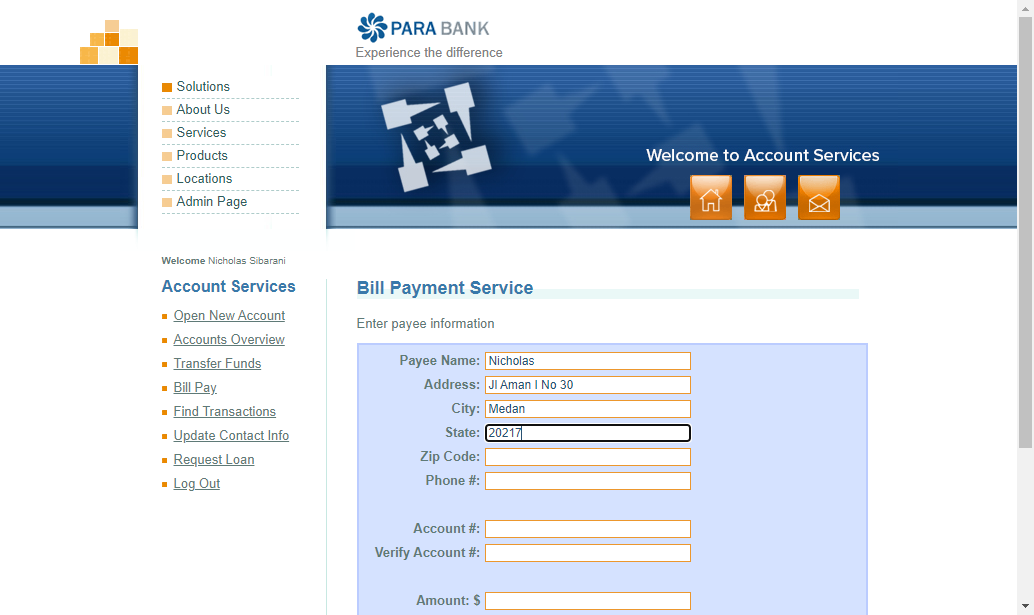 PARA BANK
Experience the difference
Solutions
About Us
Services
Products
Locations
Admin Page
Welcome to Account Services
Welcome Nicholas Sibarani
Account Services
Open New Account
Accounts Overview
Transfer Funds
Bill Pay
Find Transactions
Update Contact Info
Request Loan
Log Out
Bill Payment Service
Enter payee information
Payee Name: Nicholas
Address: Jl Aman I No 30
City: Medan
State: 20217
Zip Code:
Phone #:
Account #:
Verify Account #:
Amount: $